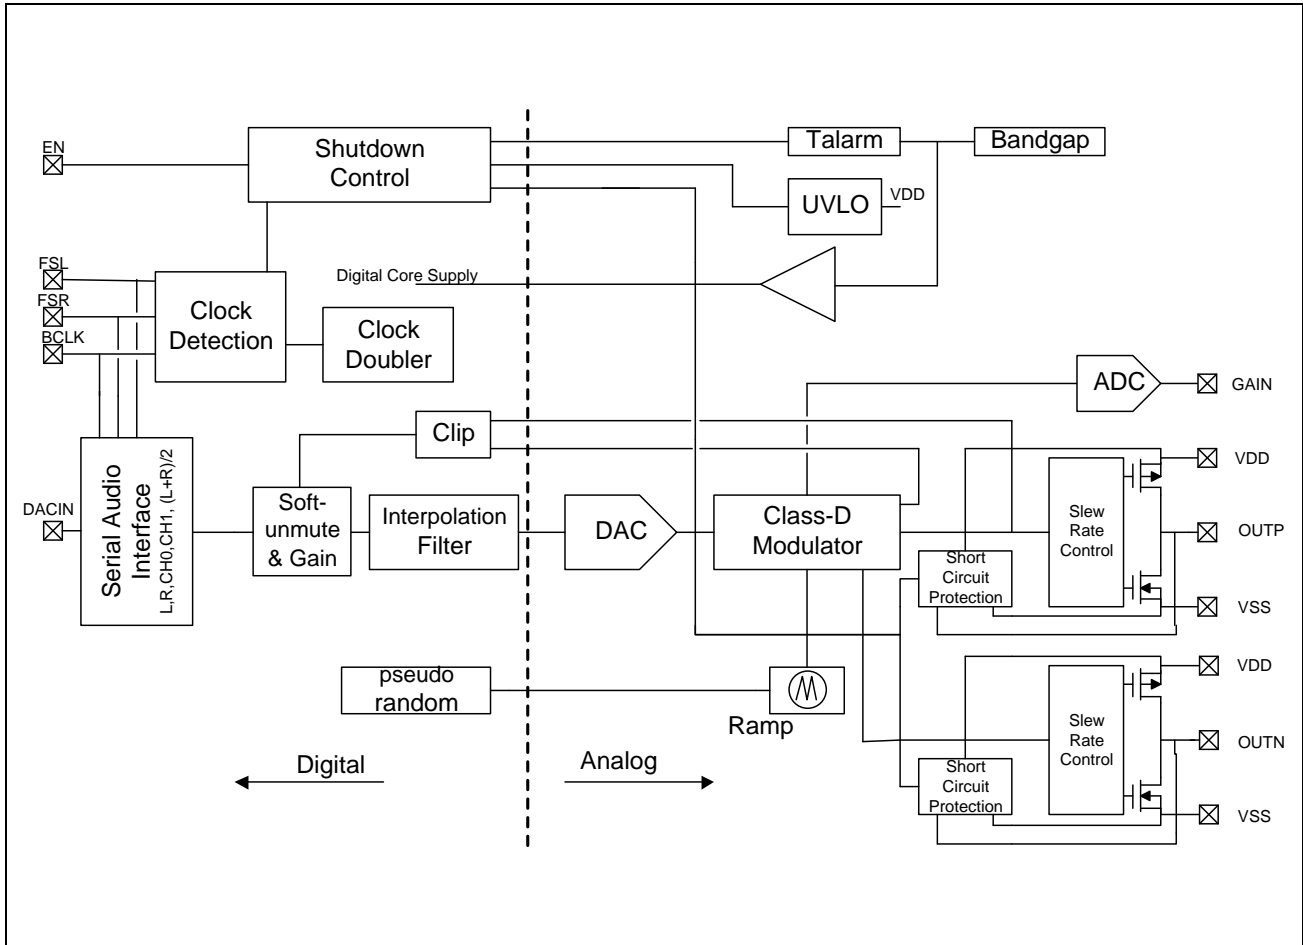 EN
Shutdown
Control
Talarm
Bandgap
UVLO
VDD
FSL
FSR
BCLK
Clock
Detection
Clock
Doubler
Digital Core Supply
ADC
GAIN
Clip
DACIN
Serial Audio
Interface
L,R,CH0,CH1, (L+R)/2
Soft-
unmute
& Gain
Interpolation
Filter
DAC
Class-D
Modulator
Short
Circuit
Protection
Slew
Rate
Control
VDD
OUTP
VSS
pseudo
random
Ramp
Short
Circuit
Protection
Slew
Rate
Control
VDD
OUTN
VSS
Digital
Analog